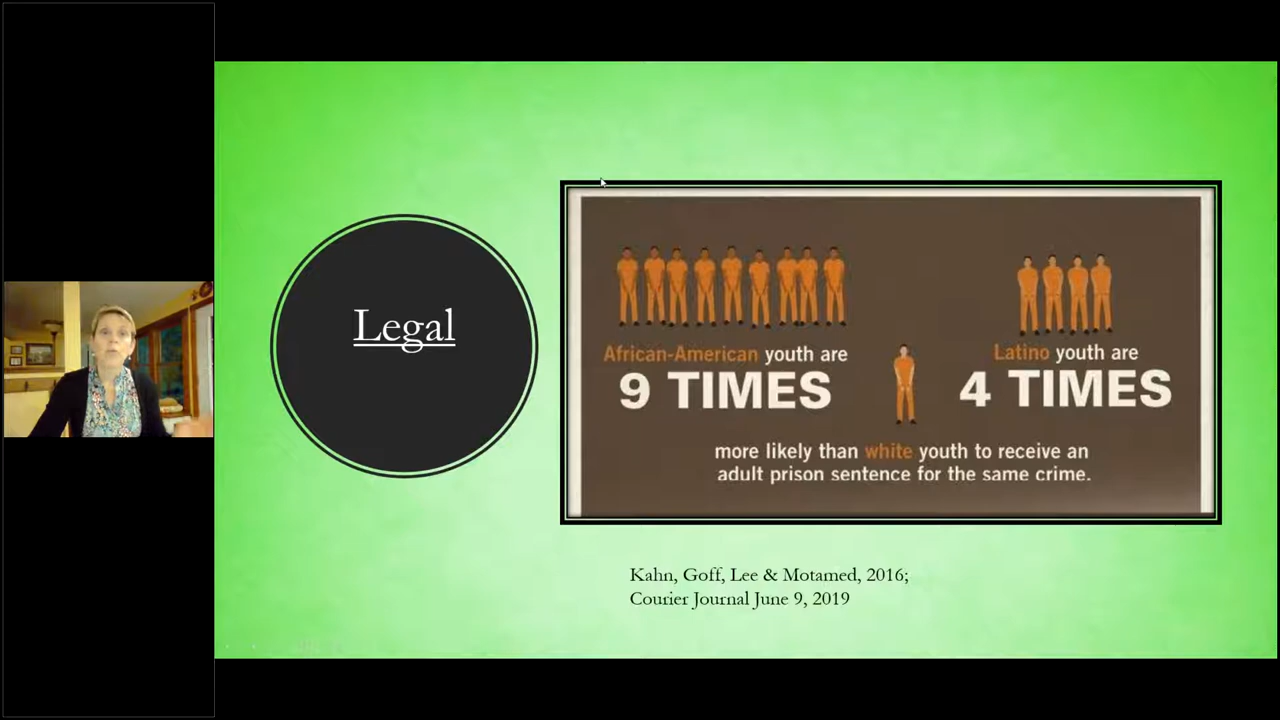 Legal
African-American youth are
9 TIMES
Latino youth are
4 TIMES
more likely than white youth to receive an
adult prison sentence for the same crime.
Kahn, Goff, Lee & Motamed, 2016;
Courier Journal June 9, 2019